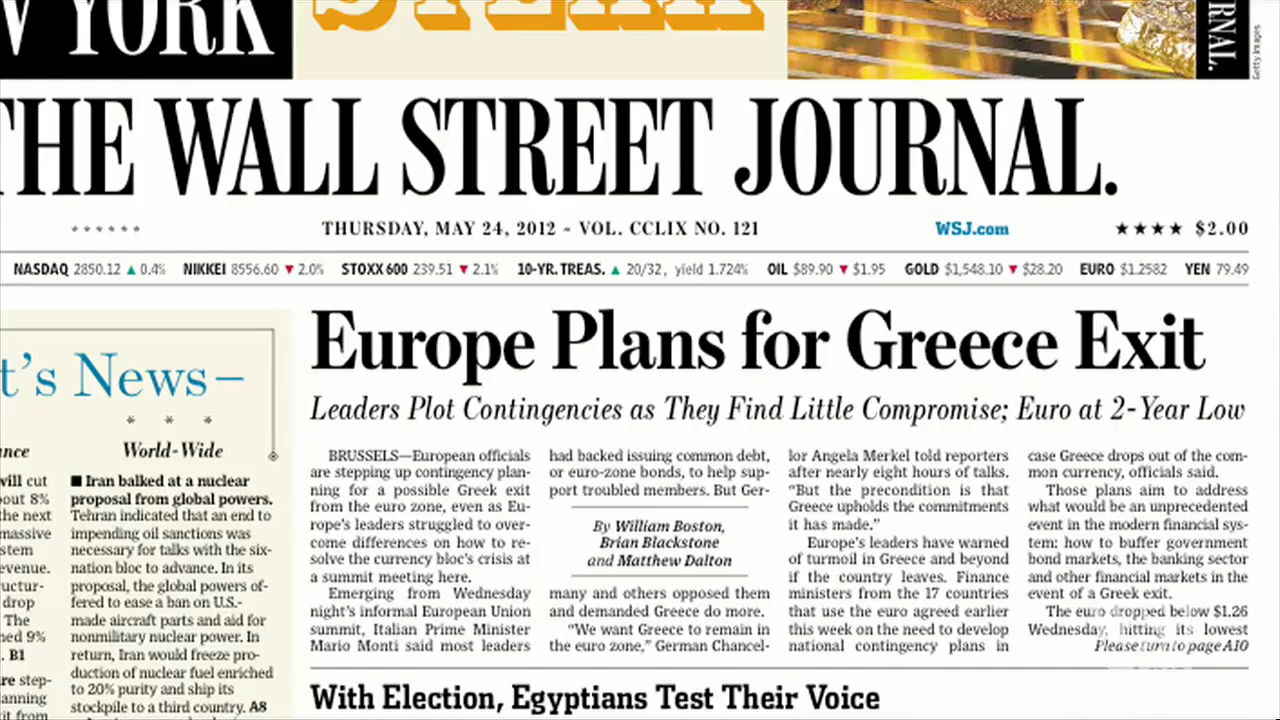 YORK
STEAK
RNAL.
Getty Images
THE WALL STREET JOURNAL.
****** THURSDAY, MAY 24, 2012 ~ VOL. CCLIX NO. 121 WSJ.com ★★★★ $2.00
NASDAQ 2850.12 ▲ 0.4% NIKKEI 8556.60 ▼ 2.0% STOXX 600 239.51 ▼ 2.1% 10-YR. TREAS. ▲ 20/32, yield 1.724% OIL $89.90 ▼ $1.95 GOLD $1,548.10 ▼ $28.20 EURO $1.2582 YEN 79.49
t's News–
* * *
World-Wide
■ Iran balked at a nuclear
proposal from global powers.
Tehran indicated that an end to
impending oil sanctions was
necessary for talks with the six-
nation bloc to advance. In its
proposal, the global powers of-
fered to ease a ban on U.S.-
made aircraft parts and aid for
nonmilitary nuclear power. In
return, Iran would freeze pro-
duction of nuclear fuel enriched
to 20% purity and ship its
stockpile to a third country. A8
nce
will cut
out 8%
the next
massive
stem
evenue.
uctur-
drop
The
ned 9%
. B1
re step-
anning
it from
Europe Plans for Greece Exit
Leaders Plot Contingencies as They Find Little Compromise; Euro at 2-Year Low
BRUSSELS—European officials
are stepping up contingency plan-
ning for a possible Greek exit
from the euro zone, even as Eu-
rope's leaders struggled to over-
come differences on how to re-
solve the currency bloc's crisis at
a summit meeting here.
Emerging from Wednesday
night's informal European Union
summit, Italian Prime Minister
Mario Monti said most leaders
had backed issuing common debt,
or euro-zone bonds, to help sup-
port troubled members. But Ger-
By William Boston,
Brian Blackstone
and Matthew Dalton
many and others opposed them
and demanded Greece do more.
"We want Greece to remain in
the euro zone," German Chancel-
lor Angela Merkel told reporters
after nearly eight hours of talks.
"But the precondition is that
Greece upholds the commitments
it has made."
Europe's leaders have warned
of turmoil in Greece and beyond
if the country leaves. Finance
ministers from the 17 countries
that use the euro agreed earlier
this week on the need to develop
national contingency plans in
case Greece drops out of the com-
mon currency, officials said.
Those plans aim to address
what would be an unprecedented
event in the modern financial sys-
tem: how to buffer government
bond markets, the banking sector
and other financial markets in the
event of a Greek exit.
The euro dropped below $1.26
Wednesday, hitting its lowest
Please turn to page A10
With Election, Egyptians Test Their Voice